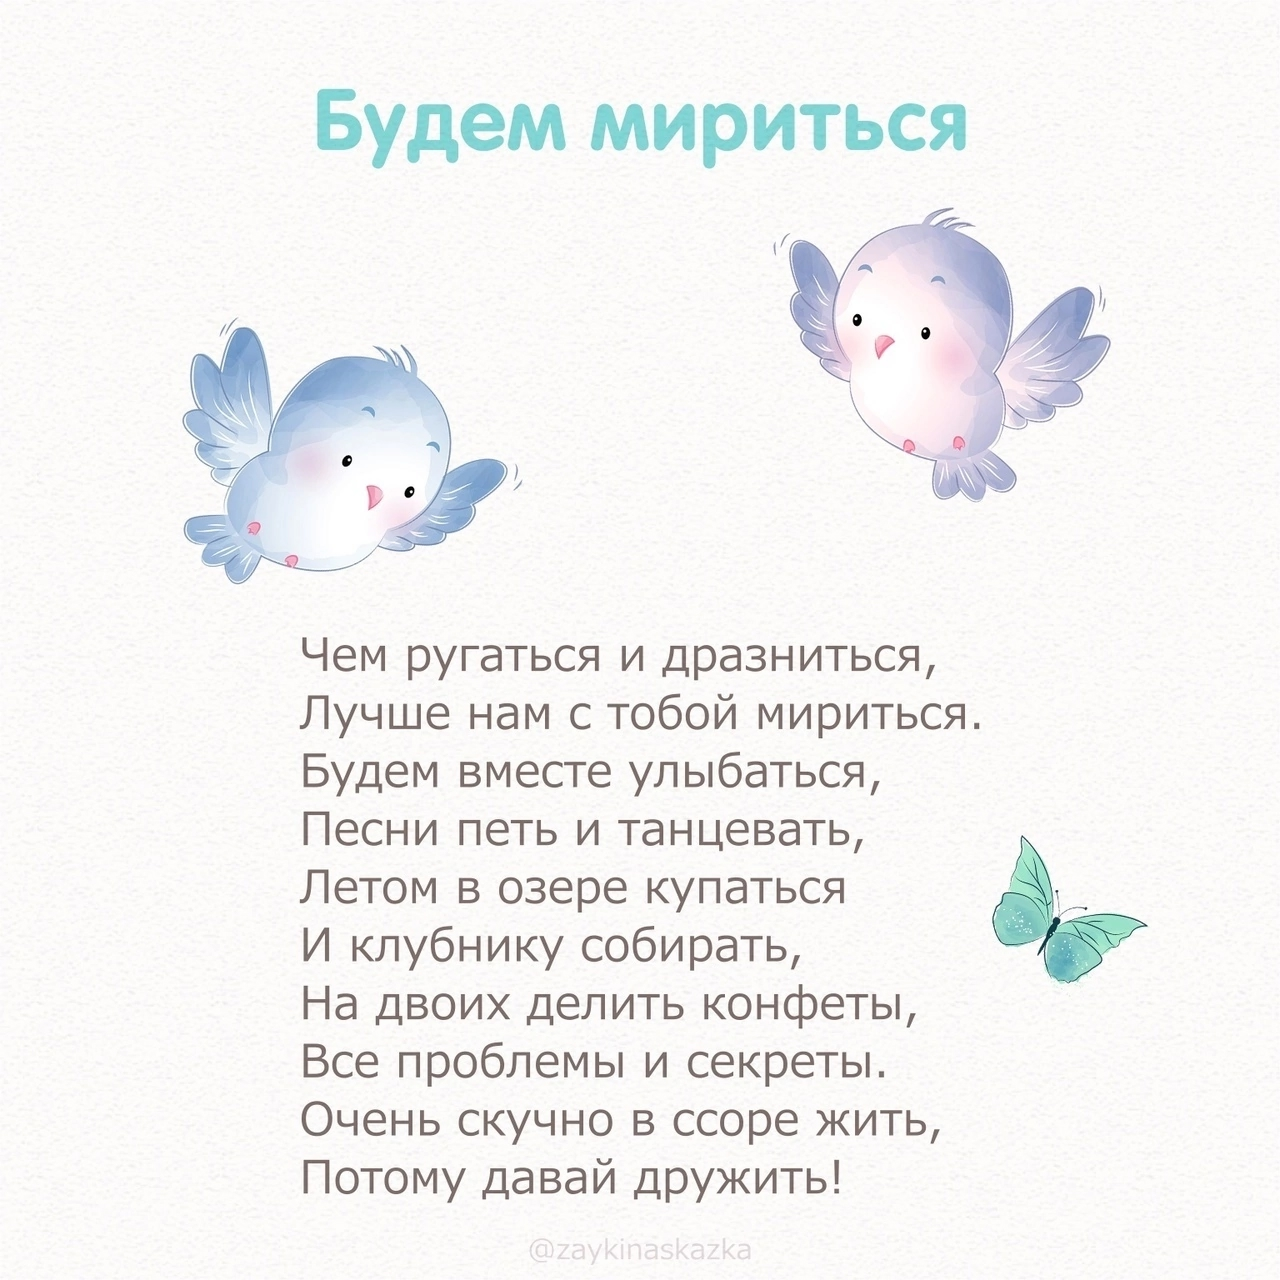 Будем мириться
Чем ругаться и дразниться,
Лучше нам с тобой мириться.
Будем вместе улыбаться,
Песни петь и танцевать,
Летом в озере купаться
И клубнику собирать,
На двоих делить конфеты,
Все проблемы и секреты.
Очень скучно в ссоре жить,
Потому давай дружить!
@zaykinaskazka